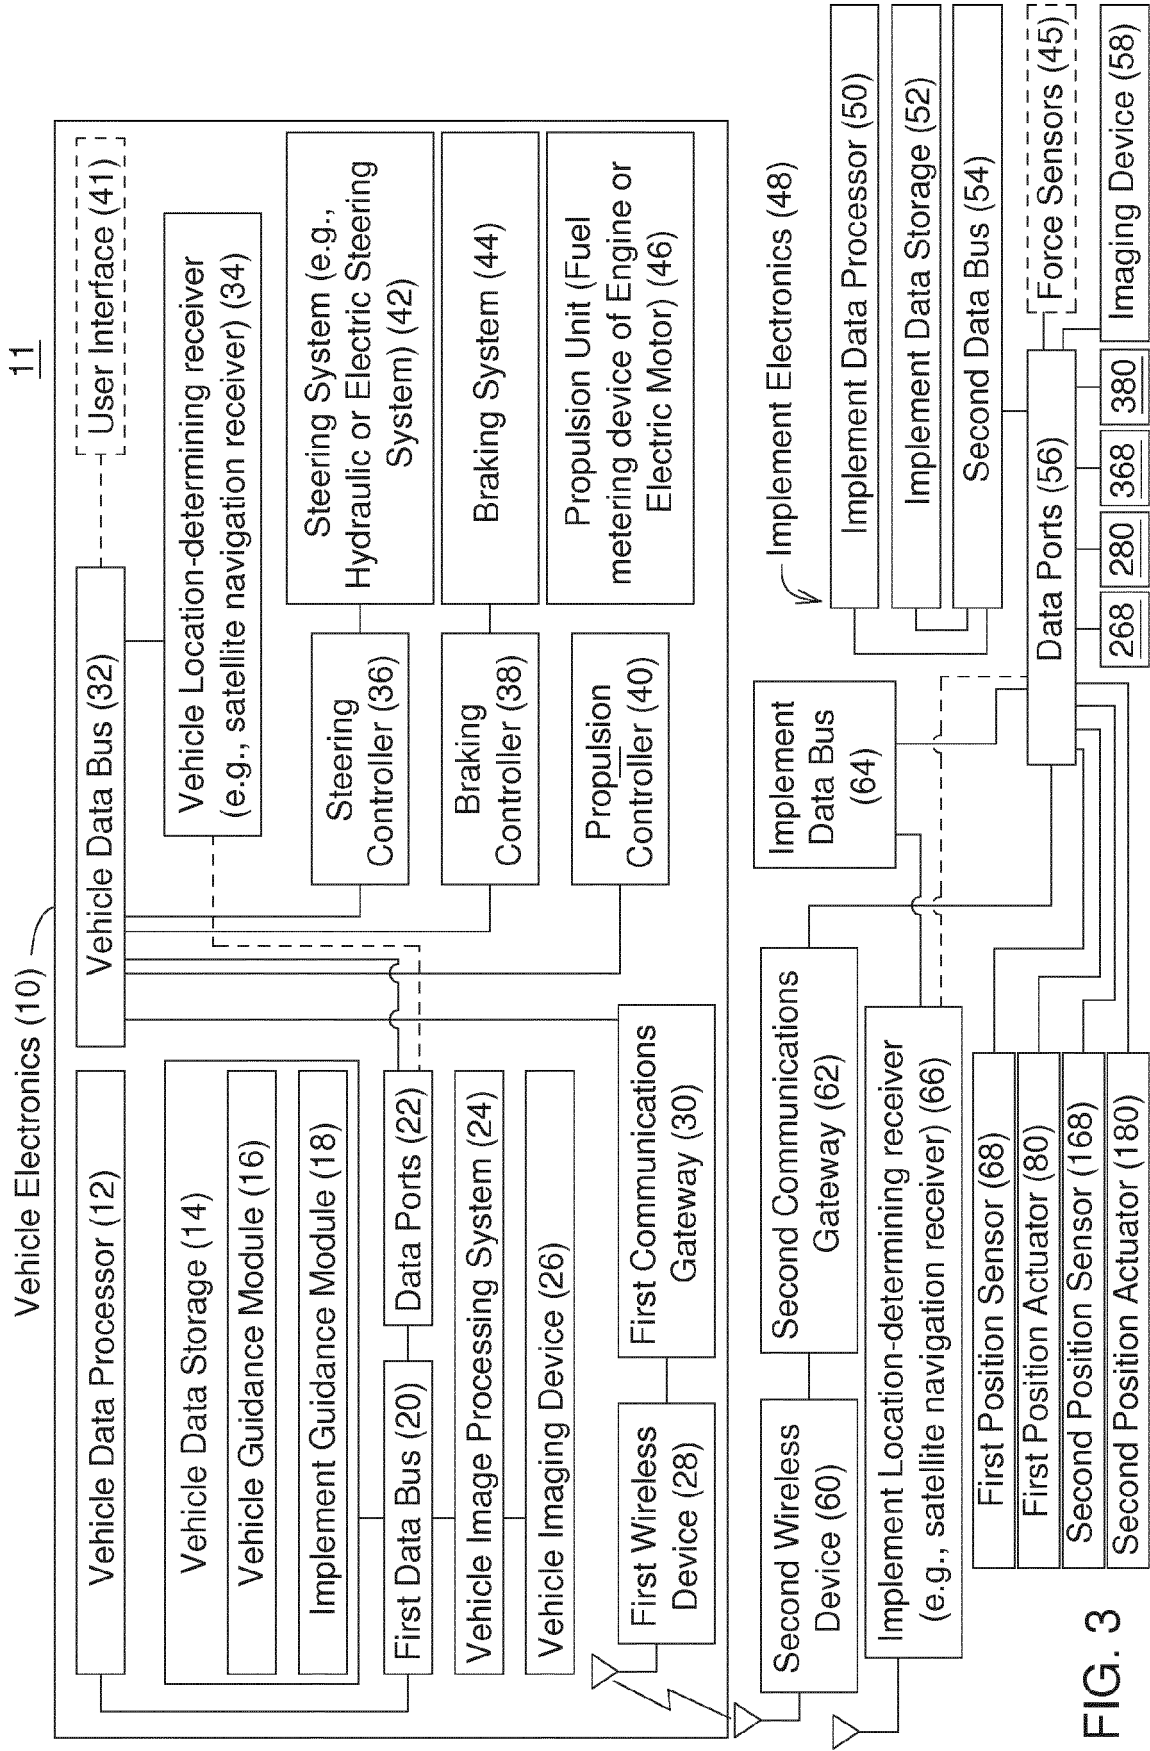 11
Vehicle Electronics (10)
Vehicle Data Processor (12)
Vehicle Data Storage (14)
Vehicle Guidance Module (16)
Implement Guidance Module (18)
First Data Bus (20)
Data Ports (22)
Vehicle Image Processing System (24)
Vehicle Imaging Device (26)
First Wireless
Device (28)
First Communications
Gateway (30)
Vehicle Data Bus (32)
User Interface (41)
Vehicle Location-determining receiver
(e.g., satellite navigation receiver) (34)
Steering
Controller (36)
Steering System (e.g.,
Hydraulic or Electric Steering
System) (42)
Braking
Controller (38)
Braking System (44)
Propulsion
Controller (40)
Propulsion Unit (Fuel
metering device of Engine or
Electric Motor) (46)
Second Wireless
Device (60)
Second Communications
Gateway (62)
Implement
Data Bus
(64)
Implement Electronics (48)
Implement Data Processor (50)
Implement Data Storage (52)
Second Data Bus (54)
Implement Location-determining receiver
(e.g., satellite navigation receiver) (66)
Data Ports (56)
Force Sensors (45)
First Position Sensor (68)
First Position Actuator (80)
Second Position Sensor (168)
Second Position Actuator (180)
268
280
368
380
Imaging Device (58)
FIG. 3